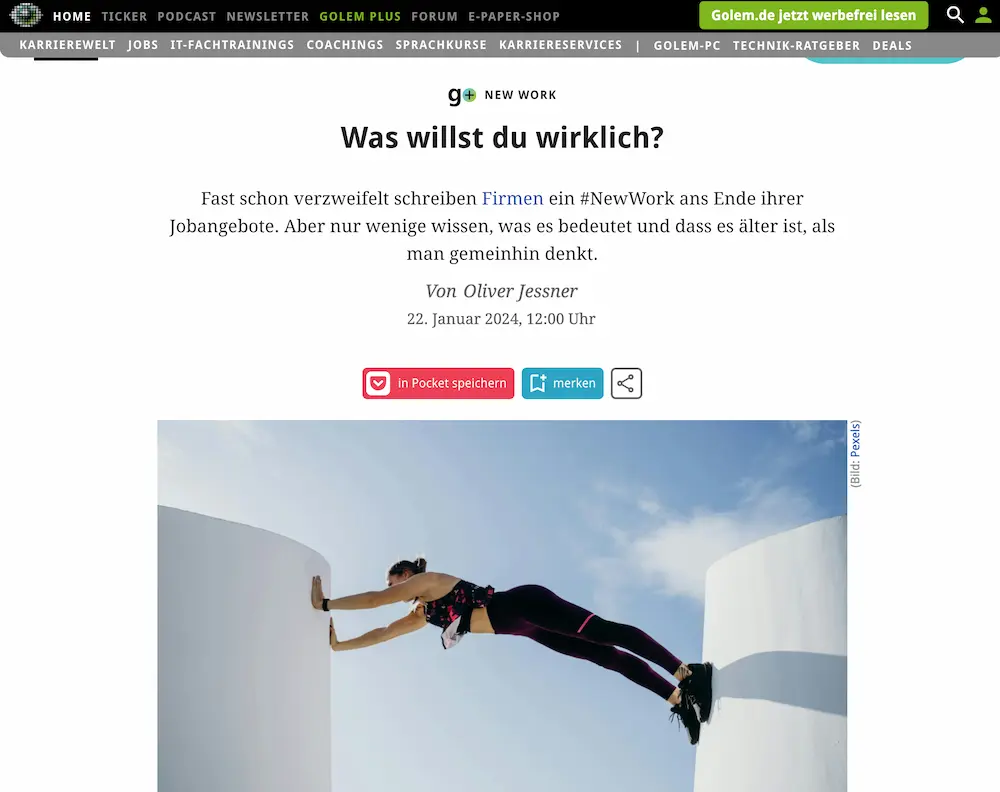 HOME TICKER PODCAST NEWSLETTER GOLEM PLUS FORUM E-PAPER-SHOP Golem.de jetzt werbefrei lesen
KARRIEREWELT JOBS IT-FACHTRAININGS COACHINGS SPRACHKURSE KARRIERESERVICES | GOLEM-PC TECHNIK-RATGEBER DEALS
g+ NEW WORK
Was willst du wirklich?
Fast schon verzweifelt schreiben Firmen ein #NewWork ans Ende ihrer
Jobangebote. Aber nur wenige wissen, was es bedeutet und dass es älter ist, als
man gemeinhin denkt.
Von Oliver Jessner
22. Januar 2024, 12:00 Uhr
in Pocket speichern merken
(Bild: Pexels)